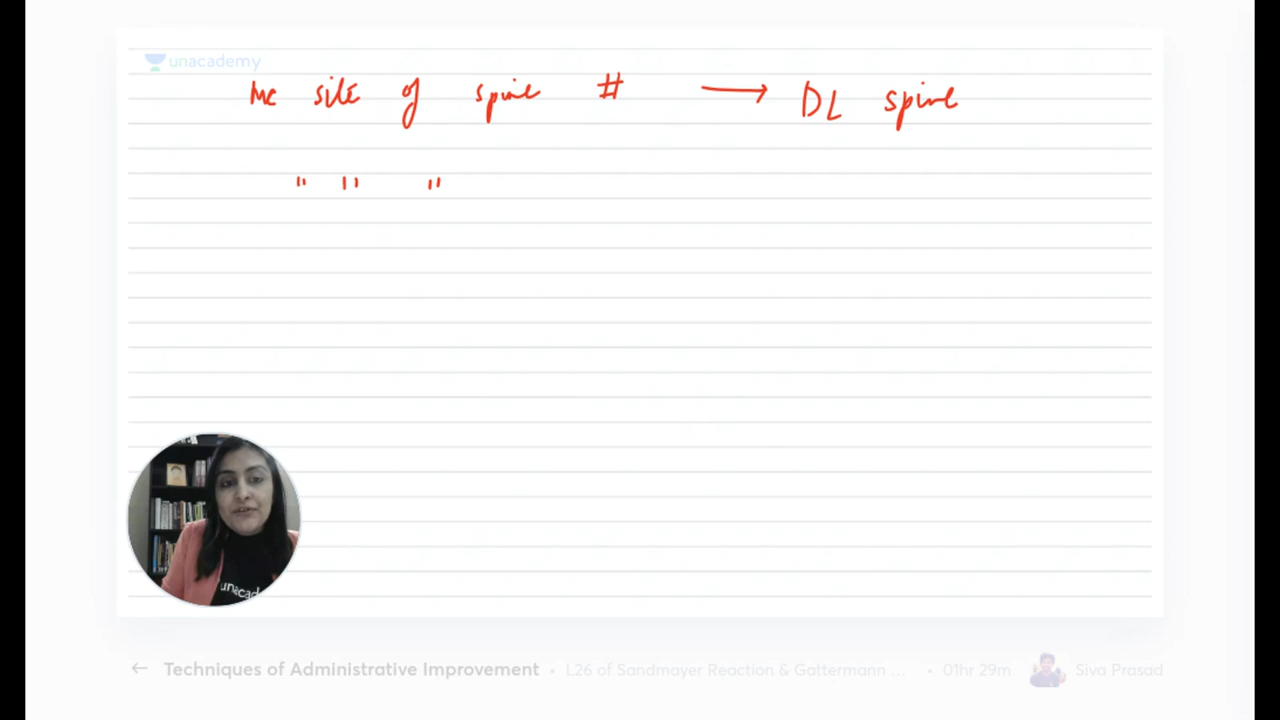 unacademy
Mc site of spine # → DL spine
" " "
unacad
← Techniques of Administrative Improvement • L26 of Sandmayer Reaction & Gattermann ... • 01hr 29m Siva Prasad